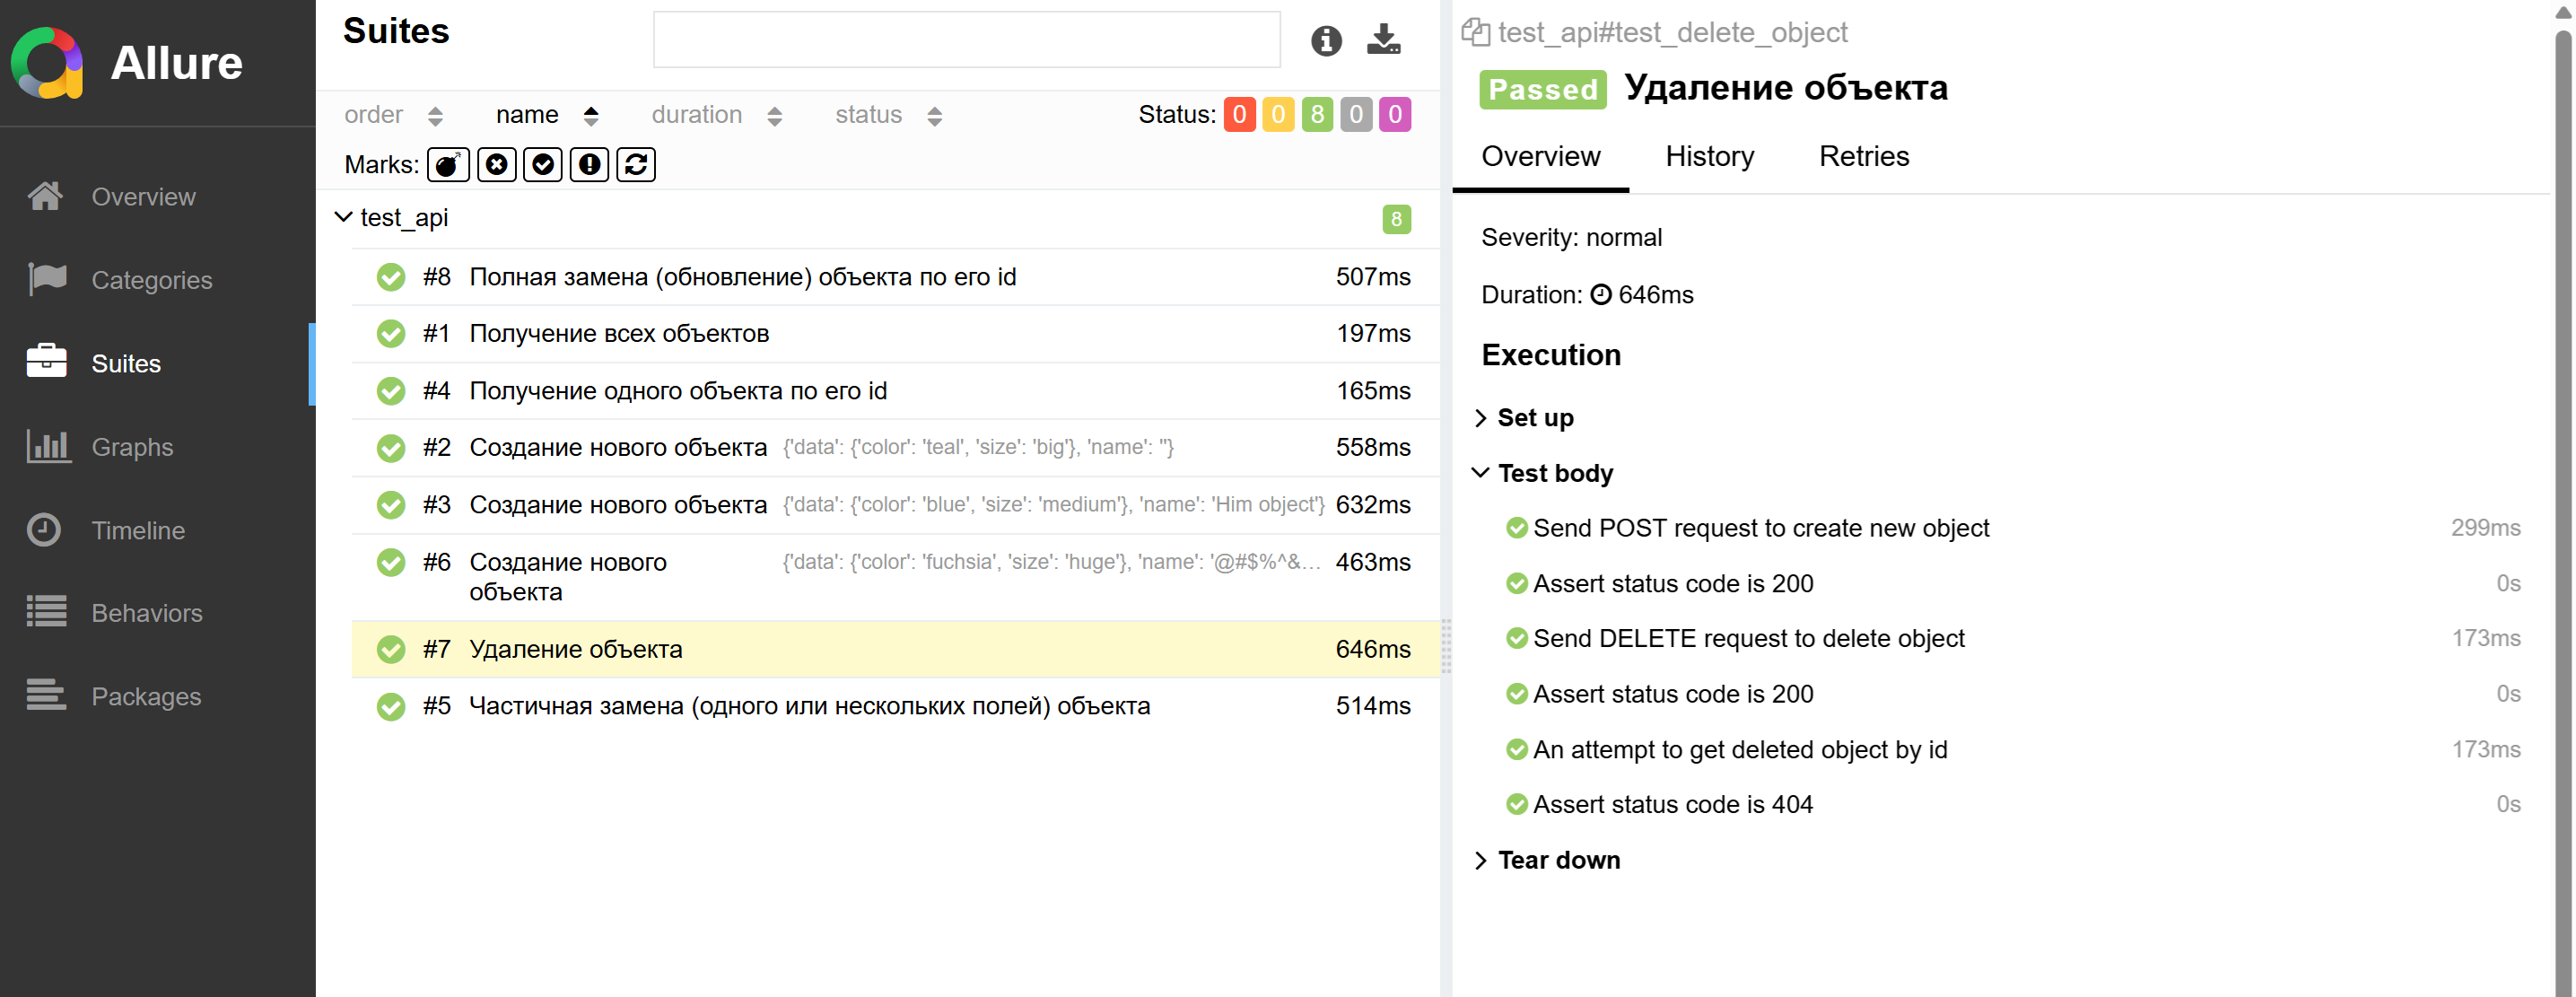 Allure
Overview
Categories
Suites
Graphs
Timeline
Behaviors
Packages
Suites
order name duration status Status: 0 0 8 0 0
Marks:
test_api 8
#8 Полная замена (обновление) объекта по его id 507ms
#1 Получение всех объектов 197ms
#4 Получение одного объекта по его id 165ms
#2 Создание нового объекта {'data': {'color': 'teal', 'size': 'big'}, 'name': ''} 558ms
#3 Создание нового объекта {'data': {'color': 'blue', 'size': 'medium'}, 'name': 'Him object'} 632ms
#6 Создание нового {'data': {'color': 'fuchsia', 'size': 'huge'}, 'name': '@#$%^&... 463ms
объекта
#7 Удаление объекта 646ms
#5 Частичная замена (одного или нескольких полей) объекта 514ms
test_api#test_delete_object
Passed Удаление объекта
Overview History Retries
Severity: normal
Duration: 646ms
Execution
Set up
Test body
Send POST request to create new object 299ms
Assert status code is 200 0s
Send DELETE request to delete object 173ms
Assert status code is 200 0s
An attempt to get deleted object by id 173ms
Assert status code is 404 0s
Tear down